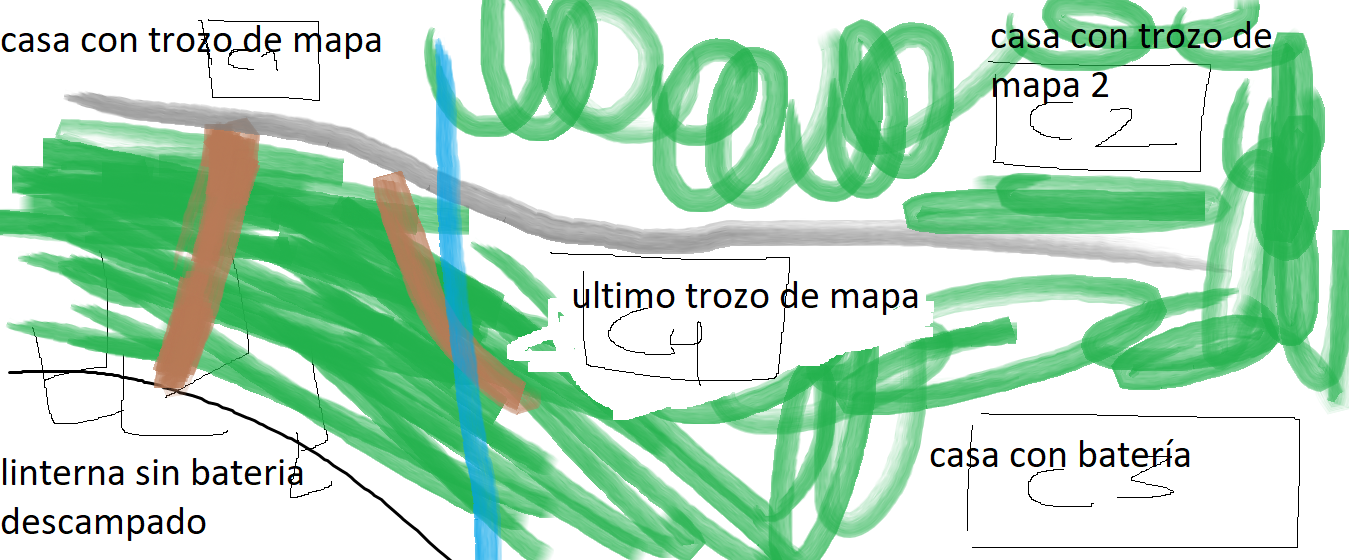 casa con trozo de mapa
C1
casa con trozo de
mapa 2
C2
ultimo trozo de mapa
C4
casa con batería
C3
linterna sin bateria
descampado